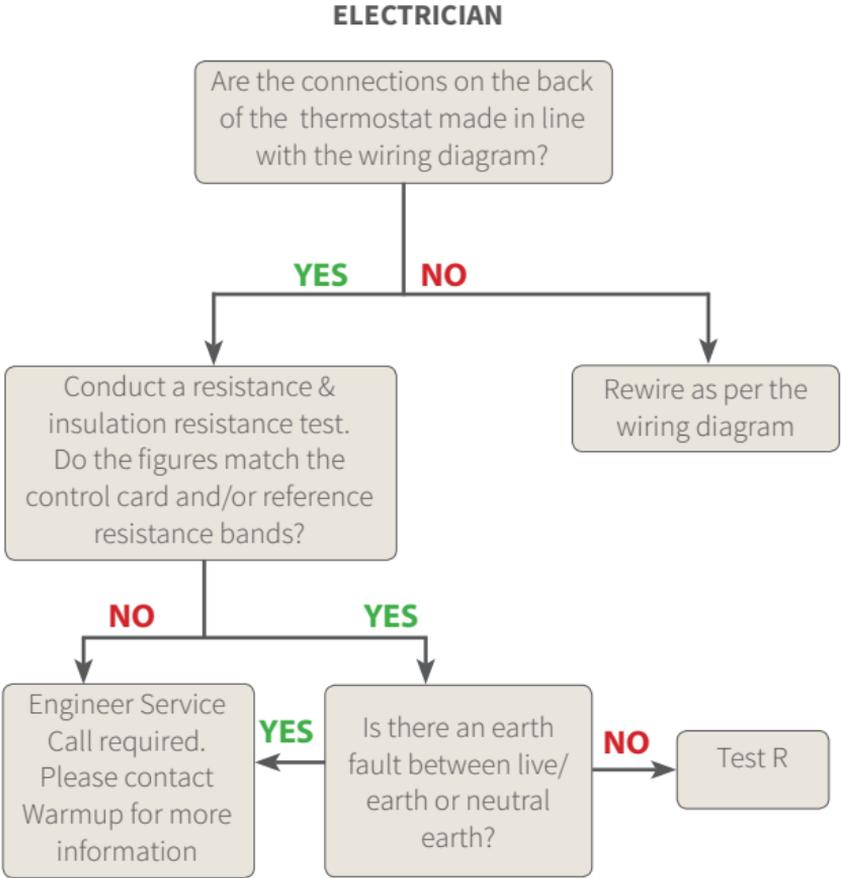 ELECTRICIAN
Are the connections on the back
of the thermostat made in line
with the wiring diagram?
YES
NO
Conduct a resistance &
insulation resistance test.
Do the figures match the
control card and/or reference
resistance bands?
Rewire as per the
wiring diagram
NO
YES
Engineer Service
Call required.
Please contact
Warmup for more
information
YES
Is there an earth
fault between live/
earth or neutral
earth?
NO
Test R